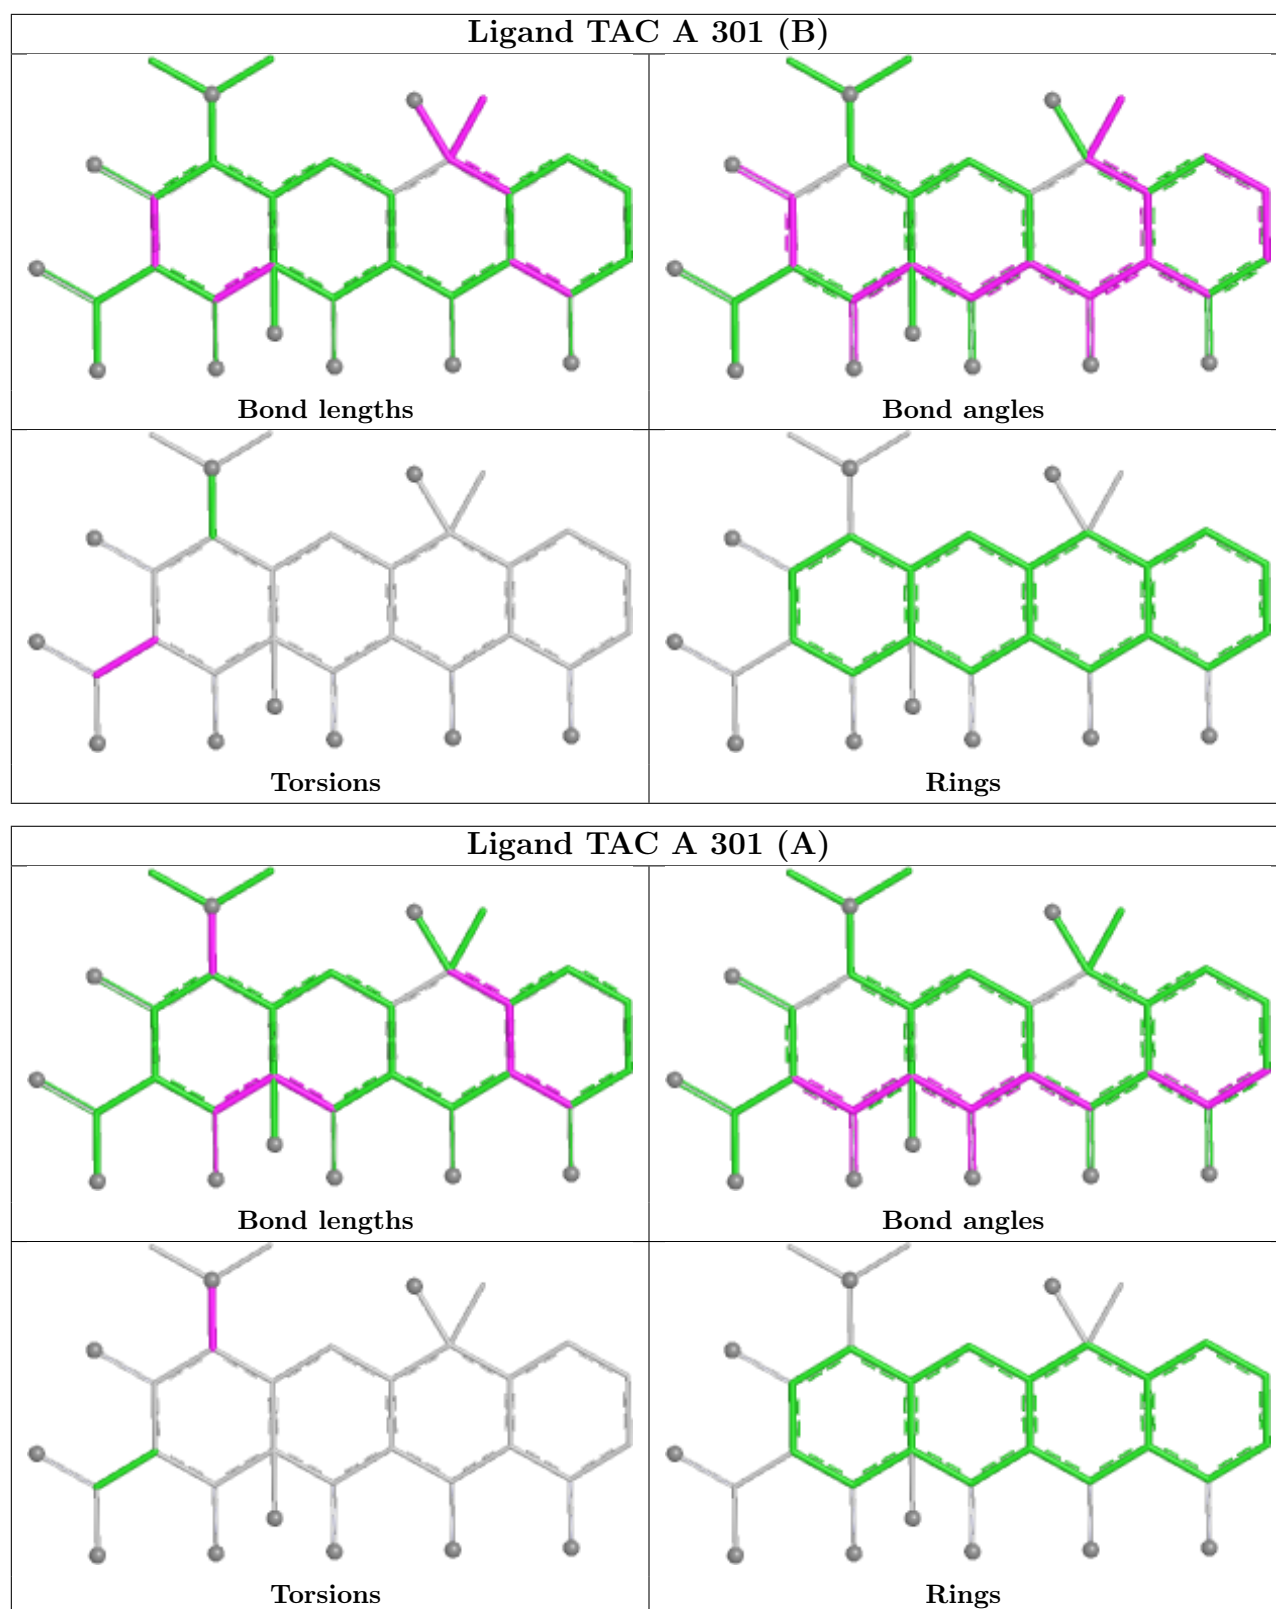 Ligand TAC A 301 (B)
Bond lengths
Bond angles
Torsions
Rings
Ligand TAC A 301 (A)
Bond lengths
Bond angles
Torsions
Rings